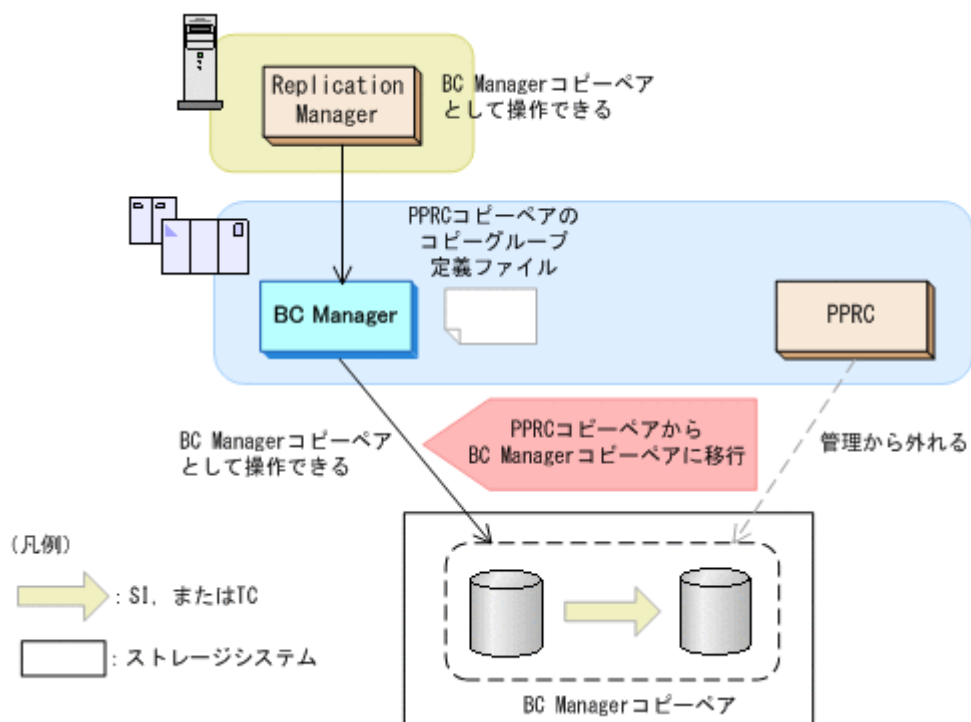 Replication
Manager
BC Managerコピーペア
として操作できる
PPRCコピーペアの
コピーグループ
定義ファイル
BC Manager
PPRC
BC Managerコピーペア
として操作できる
PPRCコピーペアから
BC Managerコピーペアに移行
管理から外れる
(凡例)
: SI, またはTC
: ストレージシステム
BC Managerコピーペア